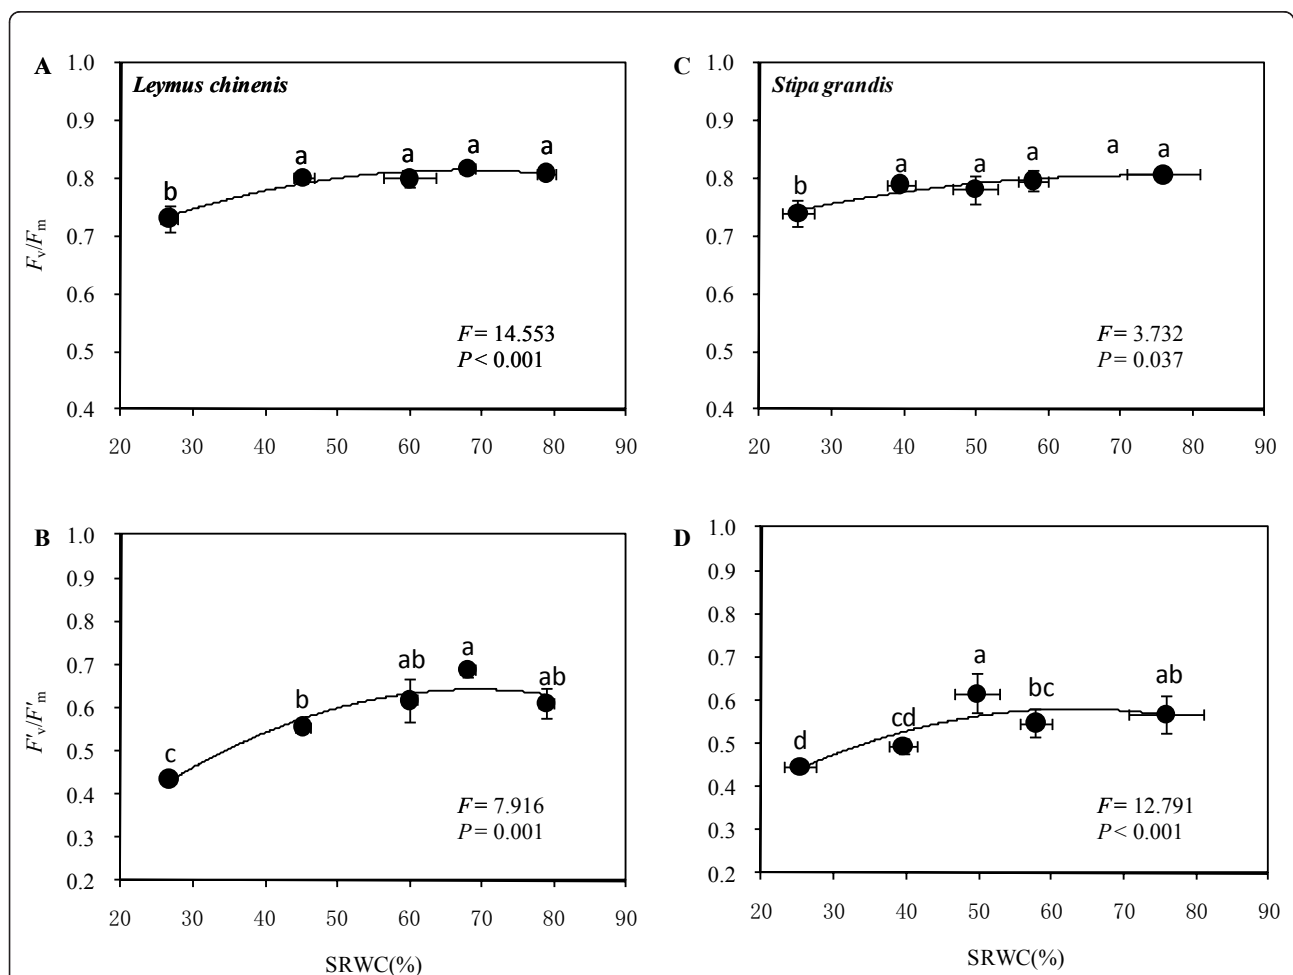 A
Leymus chinenis
1.0
0.9
0.8
0.7
0.6
0.5
0.4
Fv/Fm
b
a
a
a
a
F = 14.553
P < 0.001
20 30 40 50 60 70 80 90
C
Stipa grandis
1.0
0.9
0.8
0.7
0.6
0.5
0.4
b
a
a
a
a
a
F = 3.732
P = 0.037
20 30 40 50 60 70 80 90
B
1.0
0.9
0.8
0.7
0.6
0.5
0.4
0.3
0.2
F'v/F'm
c
b
ab
a
ab
F = 7.916
P = 0.001
20 30 40 50 60 70 80 90
SRWC(%)
D
1.0
0.9
0.8
0.7
0.6
0.5
0.4
0.3
0.2
d
cd
a
bc
ab
F = 12.791
P < 0.001
20 30 40 50 60 70 80 90
SRWC(%)